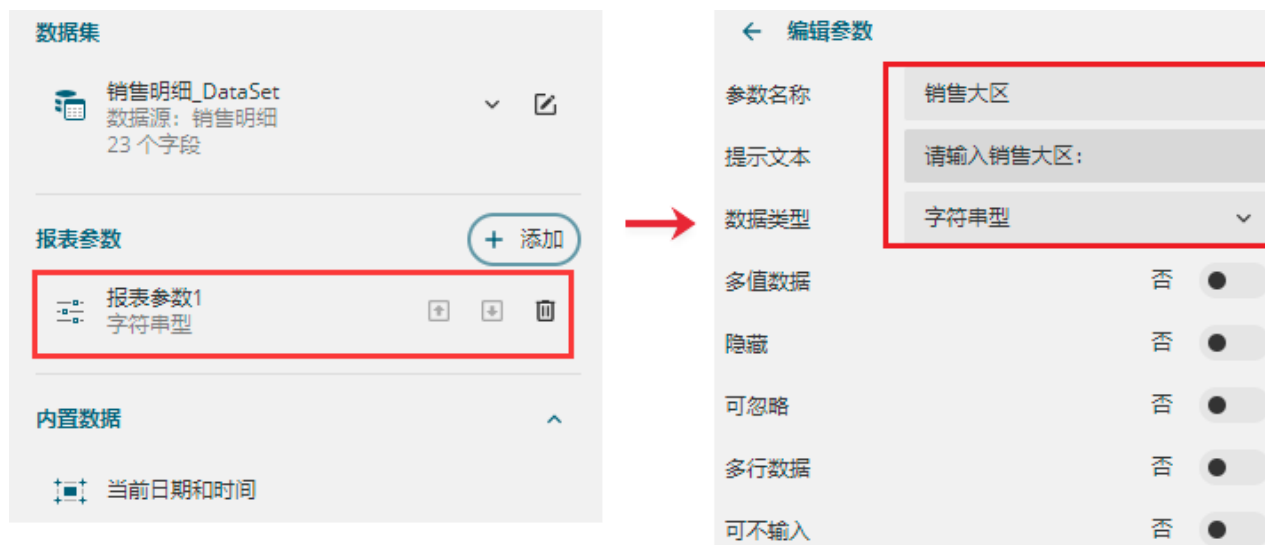 数据集
销售明细_DataSet
数据源：销售明细
23 个字段
报表参数
+ 添加
报表参数1
字符串型
内置数据
当前日期和时间
← 编辑参数
参数名称 销售大区
提示文本 请输入销售大区：
数据类型 字符串型
多值数据 否
隐藏 否
可忽略 否
多行数据 否
可不输入 否